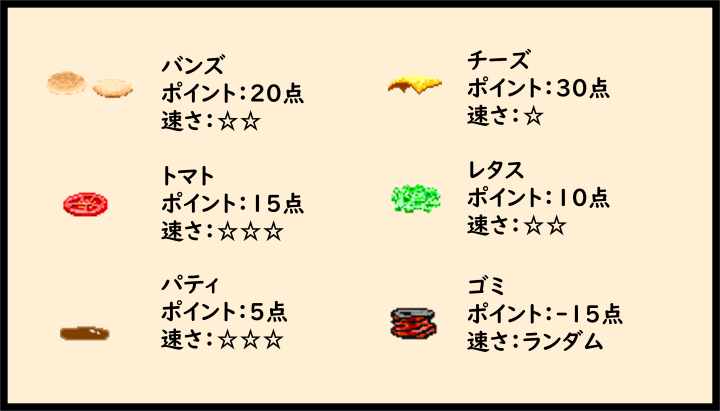 バンズ
ポイント:20点
速さ:☆☆
チーズ
ポイント:30点
速さ:☆
トマト
ポイント:15点
速さ:☆☆☆
レタス
ポイント:10点
速さ:☆☆
パティ
ポイント:5点
速さ:☆☆☆
ゴミ
ポイント:-15点
速さ:ランダム